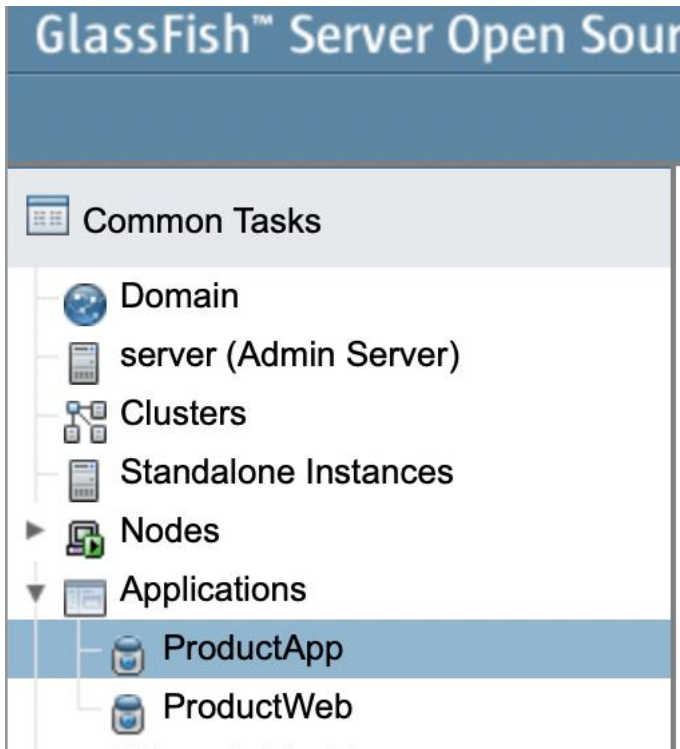 GlassFish™ Server Open Sour
Common Tasks
Domain
server (Admin Server)
Clusters
Standalone Instances
Nodes
Applications
ProductApp
ProductWeb